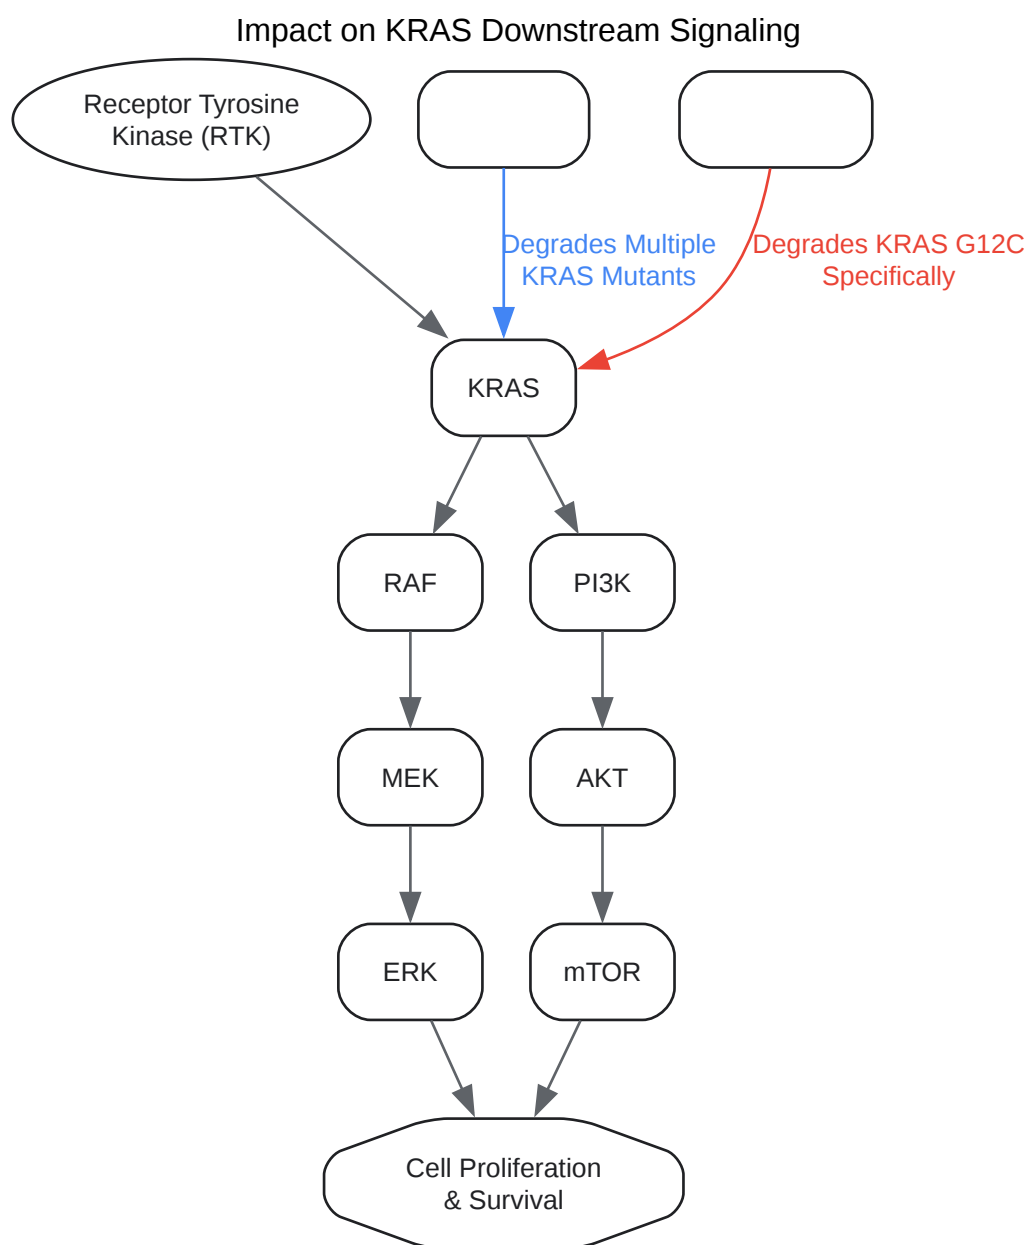 Impact on KRAS Downstream Signaling
Receptor Tyrosine
Kinase (RTK)
Degrades Multiple
KRAS Mutants
Degrades KRAS G12C
Specifically
KRAS
RAF
PI3K
MEK
AKT
ERK
mTOR
Cell Proliferation
& Survival